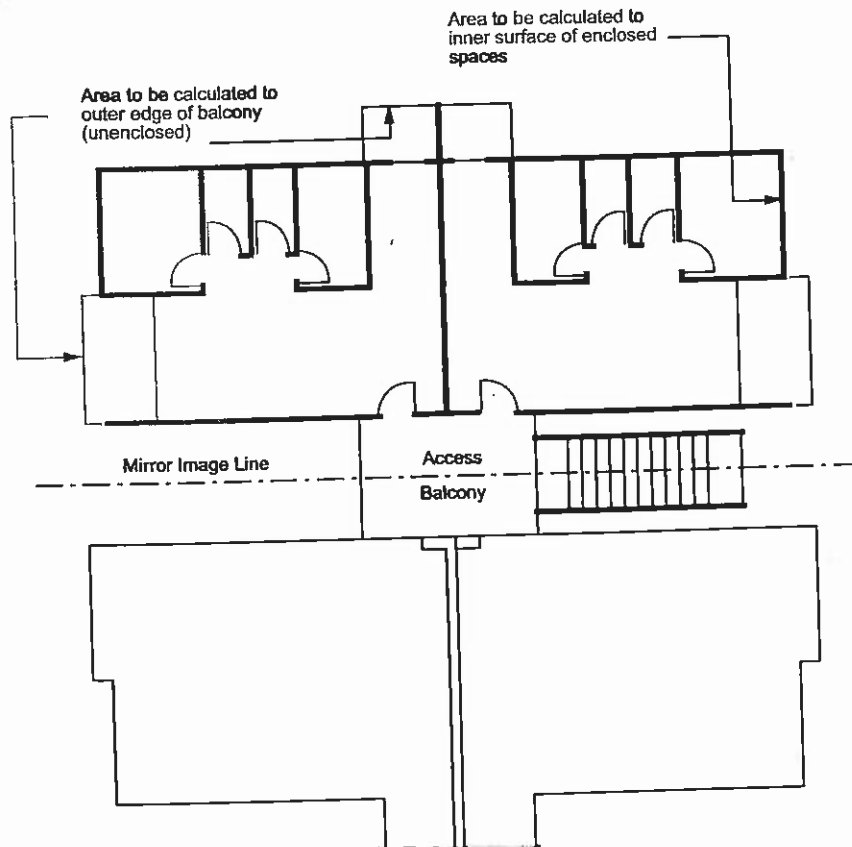 Area to be calculated to
inner surface of enclosed
spaces
Area to be calculated to
outer edge of balcony
(unenclosed)
Mirror Image Line
Access
Balcony